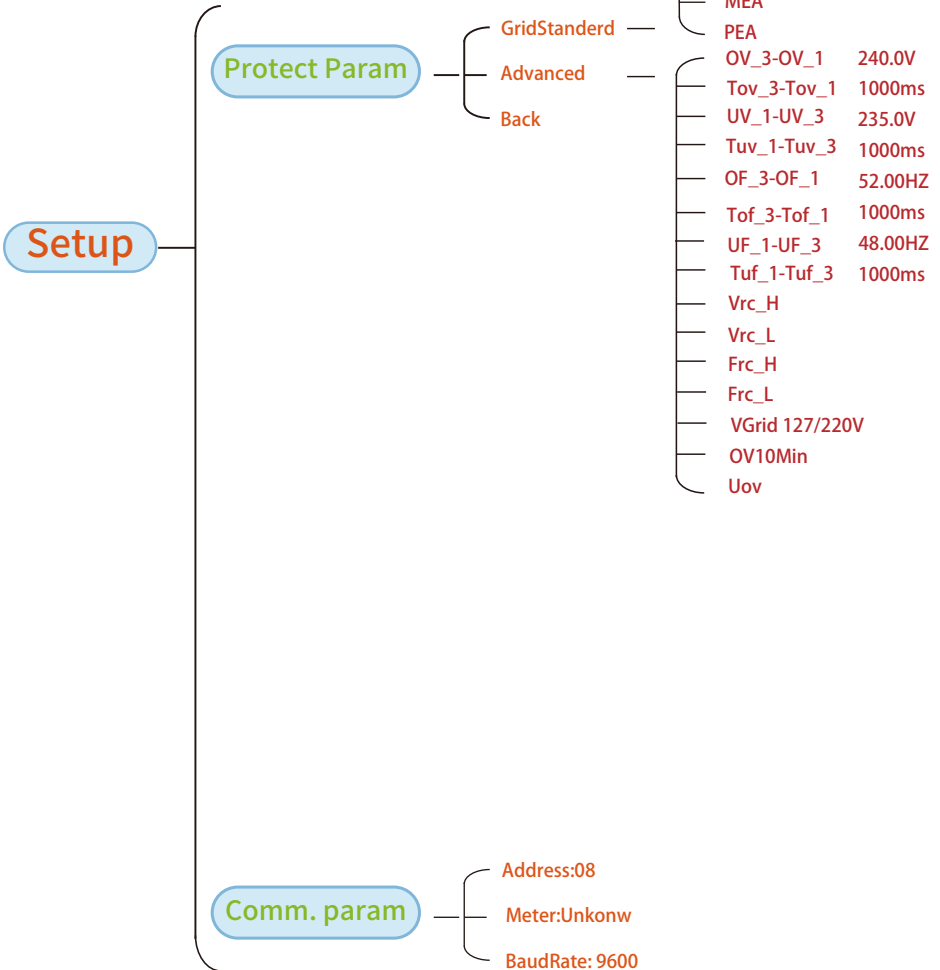 MEA
PEA
GridStanderd
Protect Param
Advanced
Back
OV_3-OV_1 240.0V
Tov_3-Tov_1 1000ms
UV_1-UV_3 235.0V
Tuv_1-Tuv_3 1000ms
OF_3-OF_1 52.00HZ
Tof_3-Tof_1 1000ms
UF_1-UF_3 48.00HZ
Tuf_1-Tuf_3 1000ms
Vrc_H
Vrc_L
Frc_H
Frc_L
VGrid 127/220V
OV10Min
Uov
Setup
Comm. param
Address:08
Meter:Unkonw
BaudRate: 9600